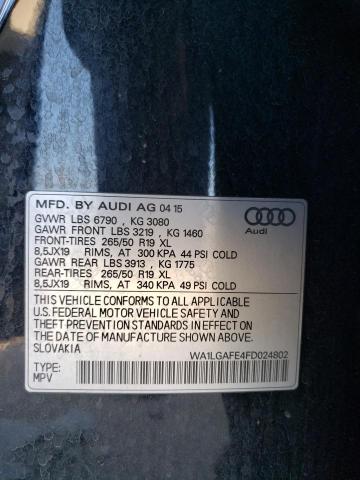 MFD. BY AUDI AG 04 15
GVWR LBS 6790 , KG 3080
GAWR FRONT LBS 3219 , KG 1460
FRONT-TIRES 265/50 R19 XL
8,5JX19 RIMS, AT 300 KPA 44 PSI COLD
GAWR REAR LBS 3913 , KG 1775
REAR-TIRES 265/50 R19 XL
8,5JX19 RIMS, AT 340 KPA 49 PSI COLD
Audi
THIS VEHICLE CONFORMS TO ALL APPLICABLE
U.S. FEDERAL MOTOR VEHICLE SAFETY AND
THEFT PREVENTION STANDARDS IN EFFECT ON
THE DATE OF MANUFACTURE SHOWN ABOVE.
SLOVAKIA
WA1LGAFE4FD024802
TYPE:
MPV